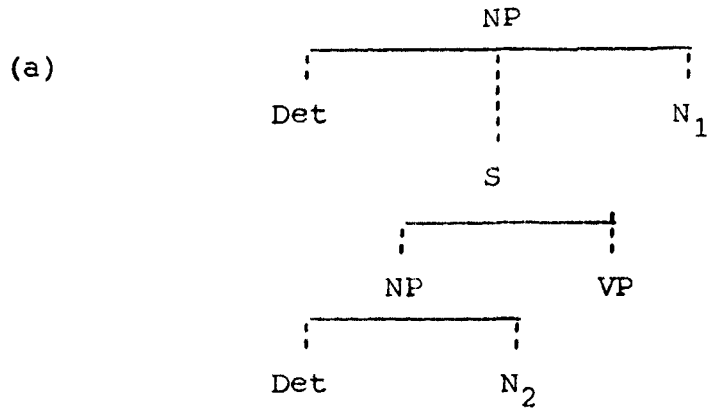 NP
(a)
Det N₁
S
NP VP
Det N₂